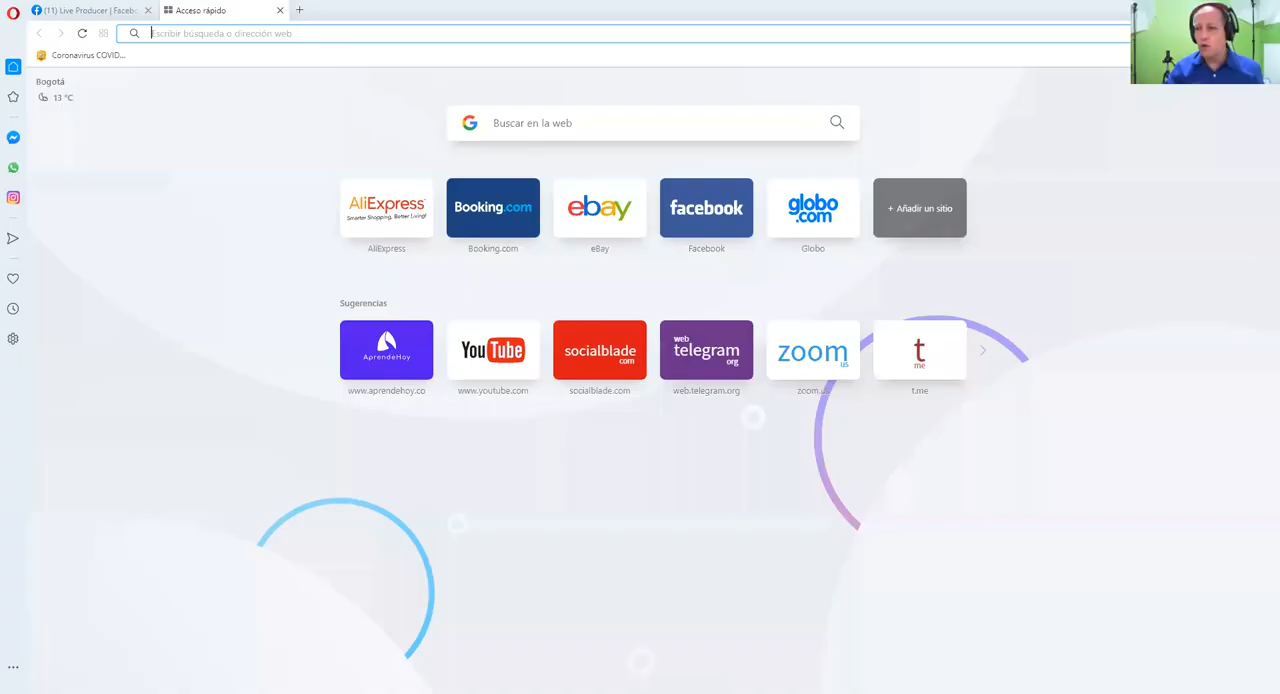 (11) Live Producer | Facebo
Acceso rápido
Escribir búsqueda o dirección web
Coronavirus COVID...
Bogotá
13 °C
Buscar en la web
AliExpress
Smarter Shopping, Better Living!
Booking.com
ebay
facebook
globo
.com
+ Añadir un sitio
AliExpress
Booking.com
eBay
Facebook
Globo
Sugerencias
AprendeHoy
YouTube
socialblade
com
web
telegram
org
zoom
us
t
me
www.aprendehoy.co
www.youtube.com
socialblade.com
web.telegram.org
zoom.us
t.me